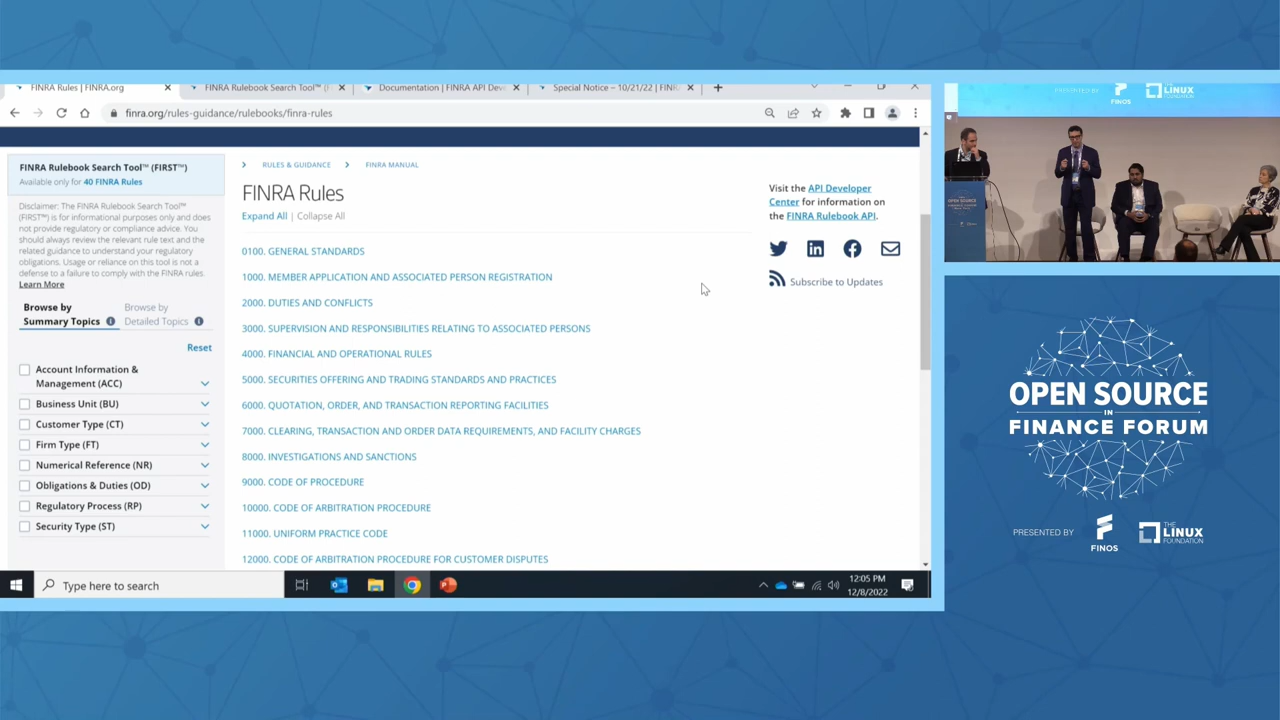 FINRA Rules | FINRA.org
FINRA Rulebook Search Tool™ (F
Documentation | FINRA API Dev
Special Notice – 10/21/22 | FINRA
finra.org/rules-guidance/rulebooks/finra-rules
FINRA Rulebook Search Tool™ (FIRST™)
Available only for 40 FINRA Rules
Disclaimer: The FINRA Rulebook Search Tool™
(FIRST™) is for informational purposes only and does
not provide regulatory or compliance advice. You
should always review the relevant rule text and the
related guidance to understand your regulatory
obligations. Usage or reliance on this tool is not a
defense to a failure to comply with the FINRA rules.
Learn More
Browse by
Summary Topics
Browse by
Detailed Topics
Reset
Account Information &
Management (ACC)
Business Unit (BU)
Customer Type (CT)
Firm Type (FT)
Numerical Reference (NR)
Obligations & Duties (OD)
Regulatory Process (RP)
Security Type (ST)
RULES & GUIDANCE
FINRA MANUAL
FINRA Rules
Expand All | Collapse All
0100. GENERAL STANDARDS
1000. MEMBER APPLICATION AND ASSOCIATED PERSON REGISTRATION
2000. DUTIES AND CONFLICTS
3000. SUPERVISION AND RESPONSIBILITIES RELATING TO ASSOCIATED PERSONS
4000. FINANCIAL AND OPERATIONAL RULES
5000. SECURITIES OFFERING AND TRADING STANDARDS AND PRACTICES
6000. QUOTATION, ORDER, AND TRANSACTION REPORTING FACILITIES
7000. CLEARING, TRANSACTION AND ORDER DATA REQUIREMENTS, AND FACILITY CHARGES
8000. INVESTIGATIONS AND SANCTIONS
9000. CODE OF PROCEDURE
10000. CODE OF ARBITRATION PROCEDURE
11000. UNIFORM PRACTICE CODE
12000. CODE OF ARBITRATION PROCEDURE FOR CUSTOMER DISPUTES
Visit the API Developer
Center for information on
the FINRA Rulebook API.
Subscribe to Updates
Type here to search
12:05 PM
12/8/2022
PRESENTED BY
FINOS
LINUX
OPEN SOURCE
IN
FINANCE FORUM
PRESENTED BY
FINOS
THE
LINUX
FOUNDATION